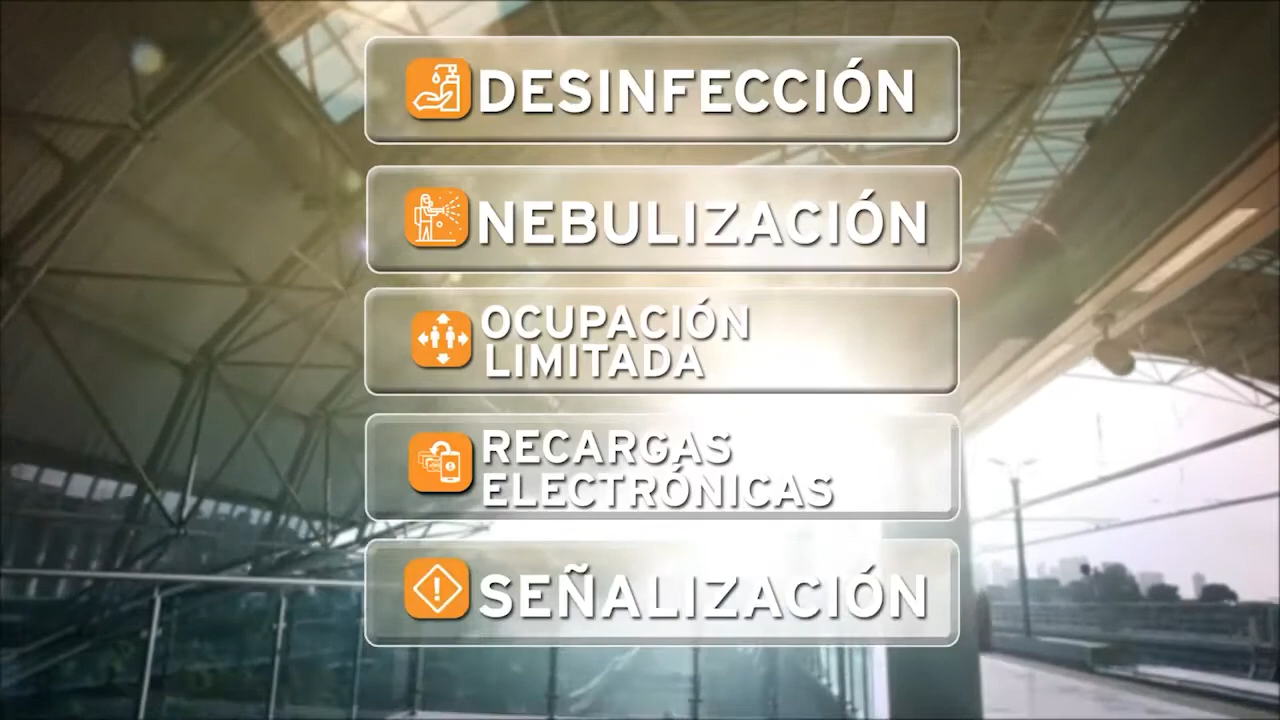 DESINFECCIÓN
NEBULIZACIÓN
OCUPACIÓN
LIMITADA
RECARGAS
ELECTRÓNICAS
SEÑALIZACIÓN